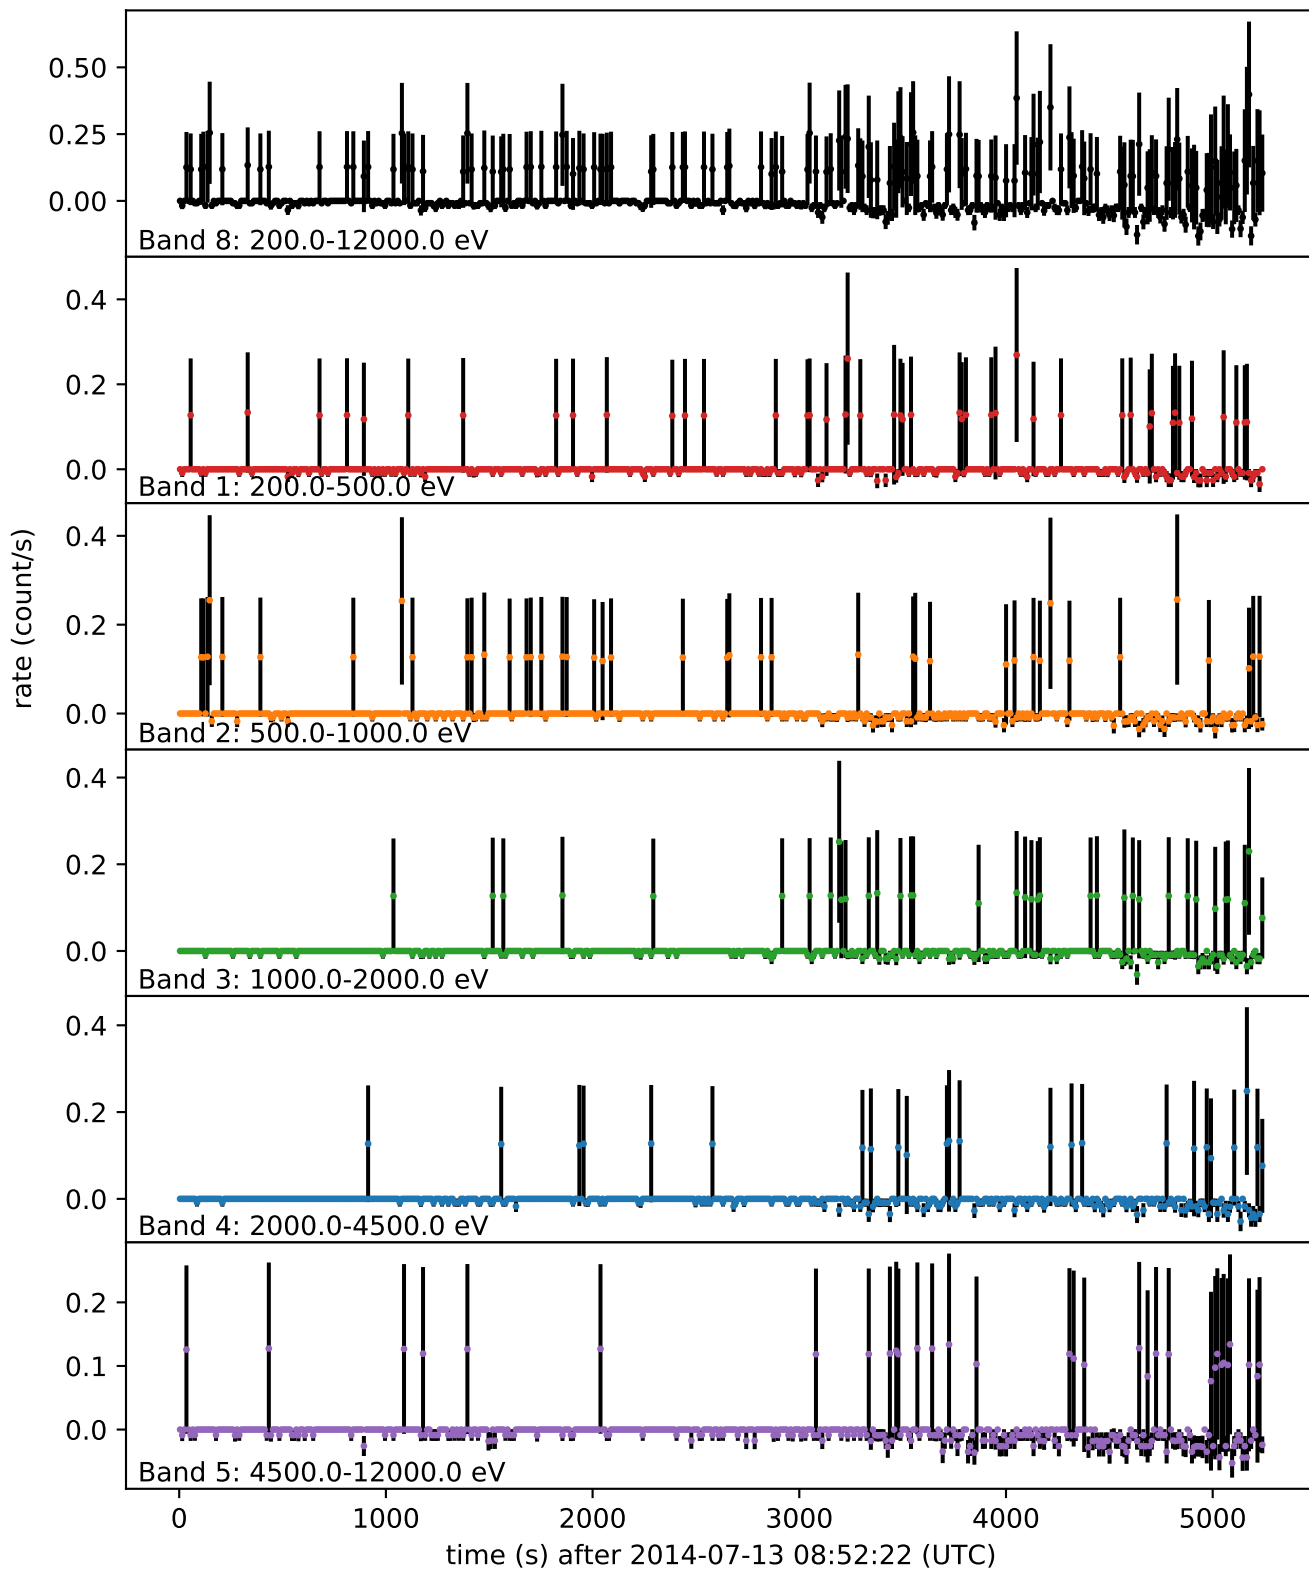 0.50
0.25
0.00
Band 8: 200.0-12000.0 eV
0.4
0.2
0.0
Band 1: 200.0-500.0 eV
rate (count/s)
0.4
0.2
0.0
Band 2: 500.0-1000.0 eV
0.4
0.2
0.0
Band 3: 1000.0-2000.0 eV
0.4
0.2
0.0
Band 4: 2000.0-4500.0 eV
0.2
0.1
0.0
Band 5: 4500.0-12000.0 eV
0 1000 2000 3000 4000 5000
time (s) after 2014-07-13 08:52:22 (UTC)